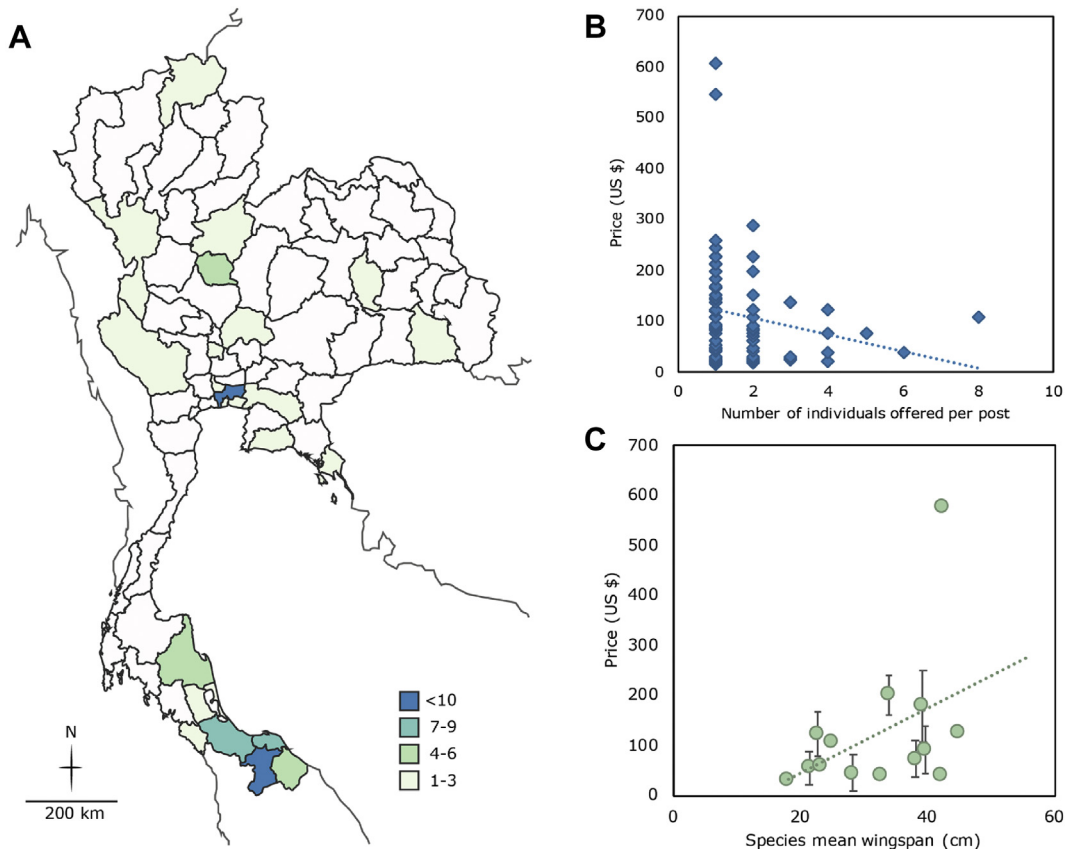 A
N
200 km
<10
7-9
4-6
1-3
B
Price (US $)
700
600
500
400
300
200
100
0
0 2 4 6 8 10
Number of individuals offered per post
C
Price (US $)
700
600
500
400
300
200
100
0
0 20 40 60
Species mean wingspan (cm)